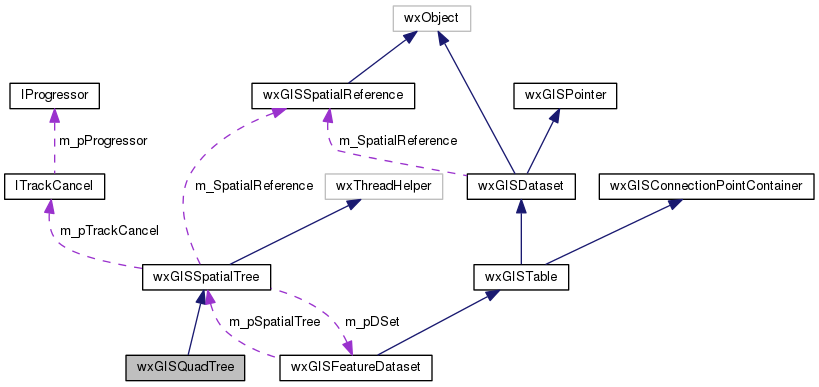 wxObject
IProgressor
wxGISSpatialReference
wxGISPointer
m_pProgressor
m_SpatialReference
ITrackCancel
m_SpatialReference
wxThreadHelper
wxGISDataset
wxGISConnectionPointContainer
m_pTrackCancel
wxGISSpatialTree
wxGISTable
m_pSpatialTree
m_pDSet
wxGISQuadTree
wxGISFeatureDataset